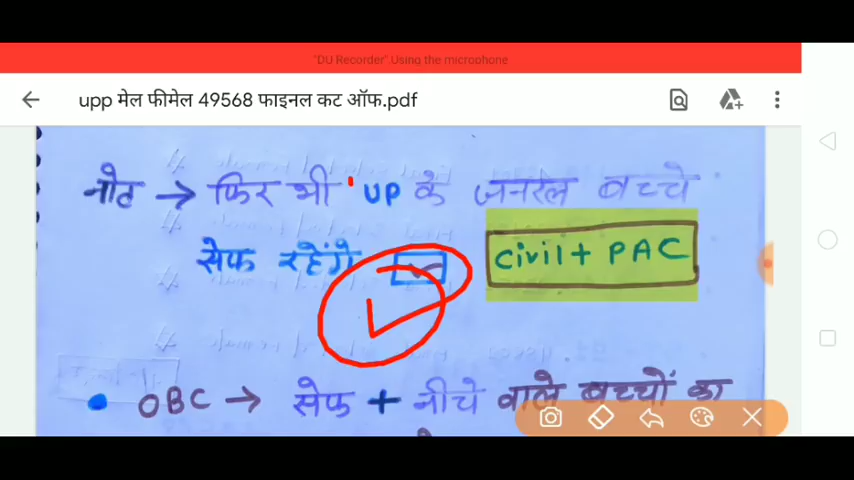 "DU Recorder" Using the microphone
upp मेल फीमेल 49568 फाइनल कट ऑफ.pdf
नोट → फिर भी UP के जनरल बच्चे
सेफ रहेंगे
Civil + PAC
• OBC → सेफ + नीचे वाले बच्चों का